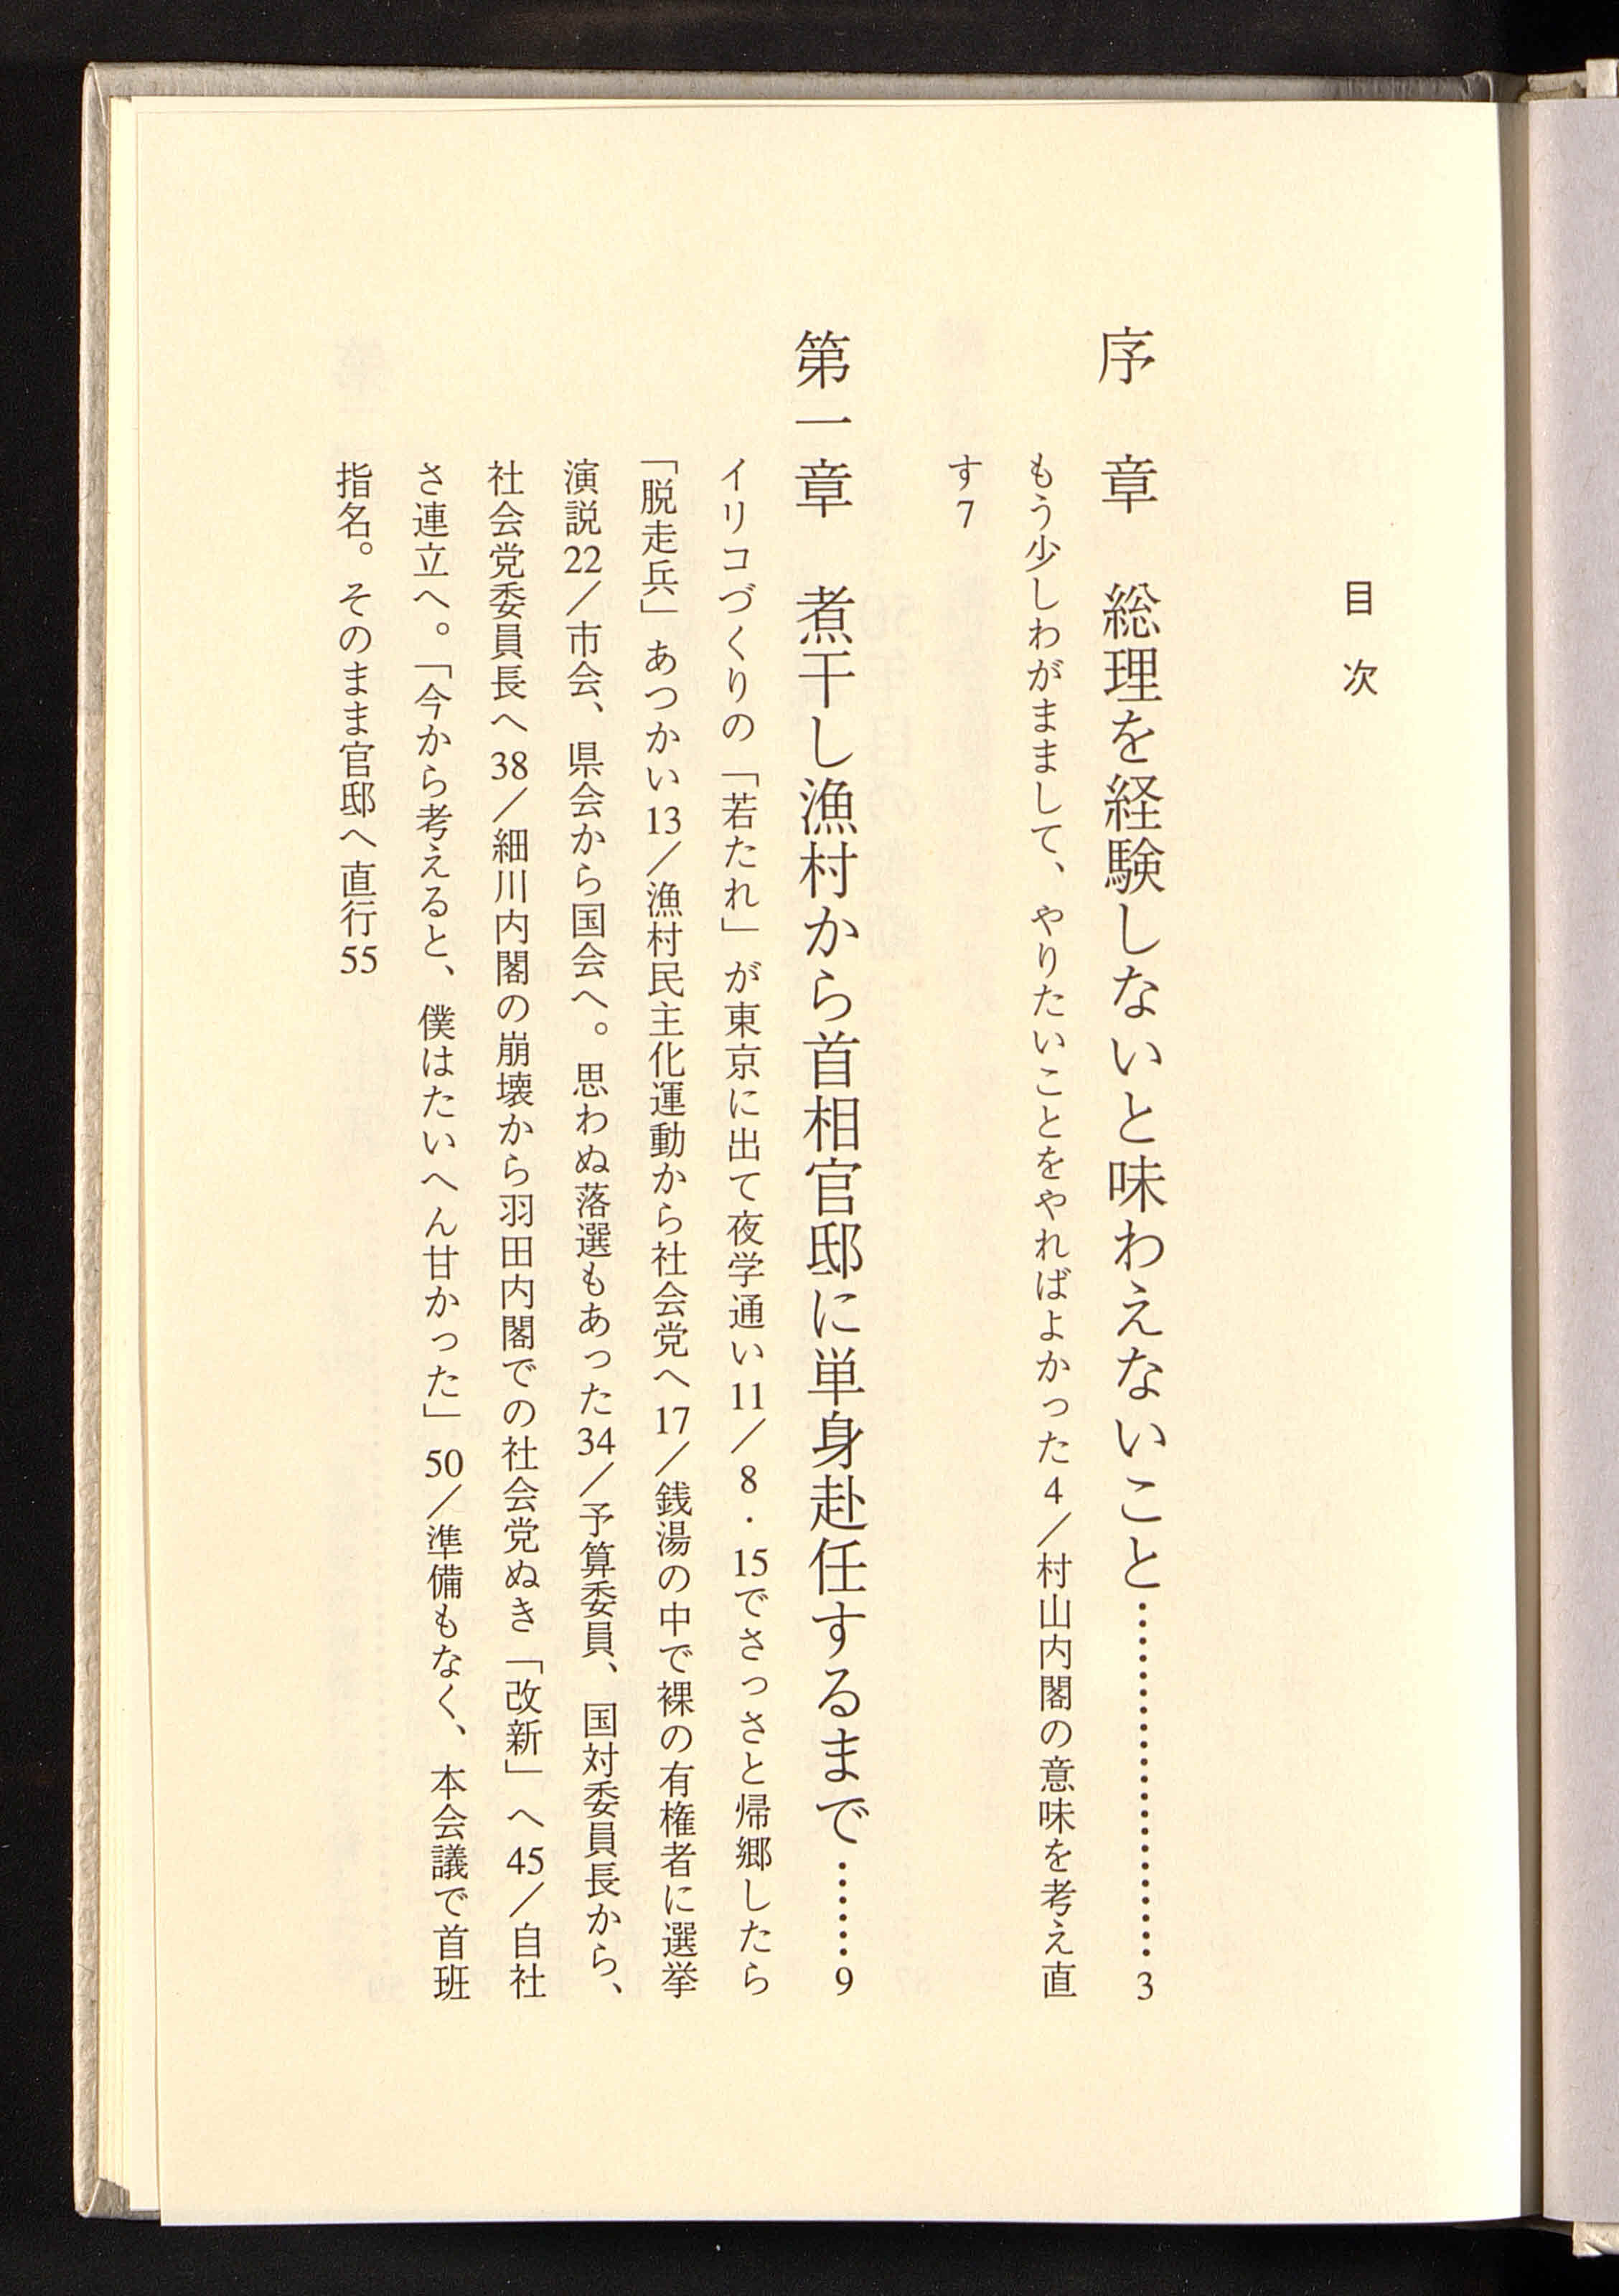 目次
序章　総理を経験しないと味わえないこと……………………3
もう少しわがまましてゝ、やりたいことをやればよかった4／村山内閣の意味を考え直
す7
第一章　煮干し漁村から首相官邸に単身赴任するまで………9
イリコづくりの「若たれ」が東京に出て夜学通い11／8・15でさっさと帰郷したら
「脱走兵」あつかい13／漁村民主化運動から社会党へ17／銭湯の中で裸の有権者に選挙
演説22／市会、県会から国会へ。思わぬ落選もあった34／予算委員、国対委員長から、
社会党委員長へ38／細川内閣の崩壊から羽田内閣での社会党ぬき「改新」へ45／自社
さ連立へ。「今から考えると、僕はたいへん甘かった」50／準備もなく、本会議で首班
指名。そのまま官邸へ直行55